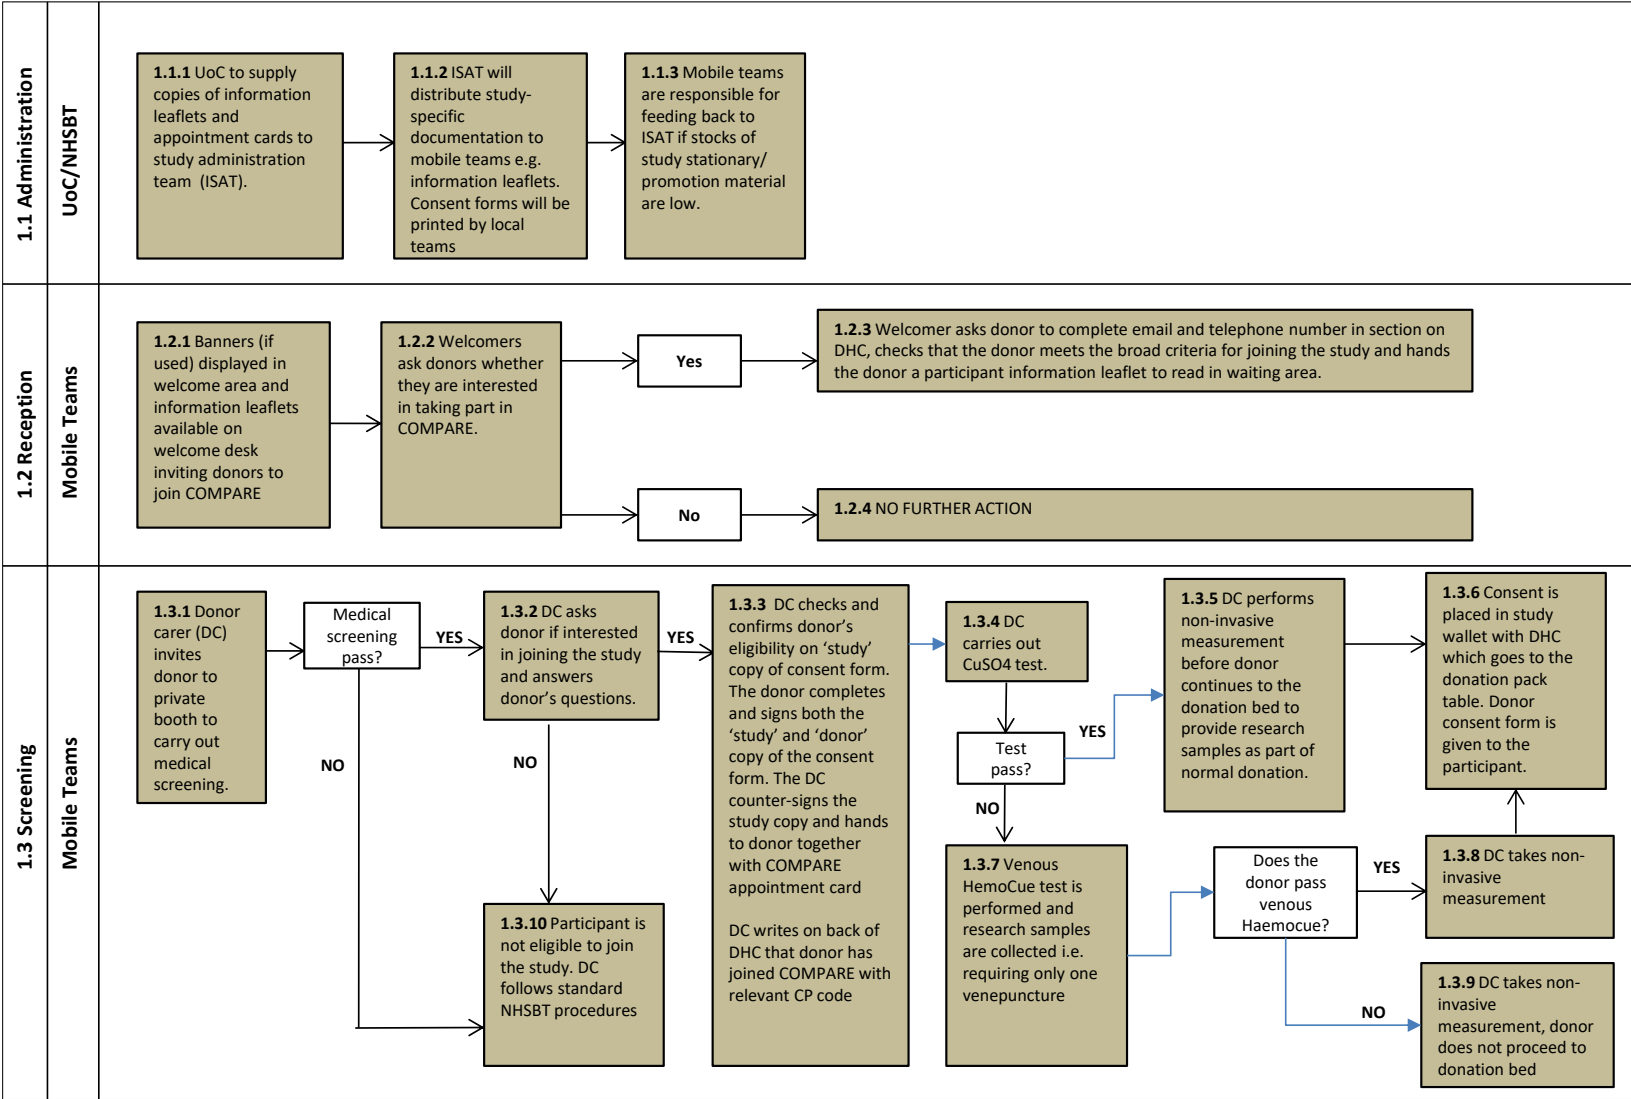 1.1 Administration
UoC/NHSBT
1.1.1 UoC to supply
copies of information
leaflets and
appointment cards to
study administration
team  (ISAT).
1.1.2 ISAT will
distribute study-
specific
documentation to
mobile teams e.g.
information leaflets.
Consent forms will be
printed by local
teams
1.1.3 Mobile teams
are responsible for
feeding back to
ISAT if stocks of
study stationary/
promotion material
are low.
1.2 Reception
Mobile Teams
1.2.1 Banners (if
used) displayed in
welcome area and
information leaflets
available on
welcome desk
inviting donors to
join COMPARE
1.2.2 Welcomers
ask donors whether
they are interested
in taking part in
COMPARE.
Yes
1.2.3 Welcomer asks donor to complete email and telephone number in section on
DHC, checks that the donor meets the broad criteria for joining the study and hands
the donor a participant information leaflet to read in waiting area.
No
1.2.4 NO FURTHER ACTION
1.3 Screening
Mobile Teams
1.3.1 Donor
carer (DC)
invites
donor to
private
booth to
carry out
medical
screening.
Medical
screening
pass?
YES
NO
1.3.2 DC asks
donor if interested
in joining the study
and answers
donor's questions.
YES
NO
1.3.10 Participant is
not eligible to join
the study. DC
follows standard
NHSBT procedures
1.3.3  DC checks and
confirms donor's
eligibility on 'study'
copy of consent form.
The donor completes
and signs both the
'study' and 'donor'
copy of the consent
form. The DC
counter-signs the
study copy and hands
to donor together
with COMPARE
appointment card
DC writes on back of
DHC that donor has
joined COMPARE with
relevant CP code
1.3.4 DC
carries out
CuSO4 test.
Test
pass?
YES
NO
1.3.5 DC performs
non-invasive
measurement
before donor
continues to the
donation bed to
provide research
samples as part of
normal donation.
1.3.6 Consent is
placed in study
wallet with DHC
which goes to the
donation pack
table. Donor
consent form is
given to the
participant.
1.3.7 Venous
HemoCue test is
performed and
research samples
are collected i.e.
requiring only one
venepuncture
Does the
donor pass
venous
Haemocue?
YES
NO
1.3.8 DC takes non-
invasive
measurement
1.3.9 DC takes non-
invasive
measurement, donor
does not proceed to
donation bed